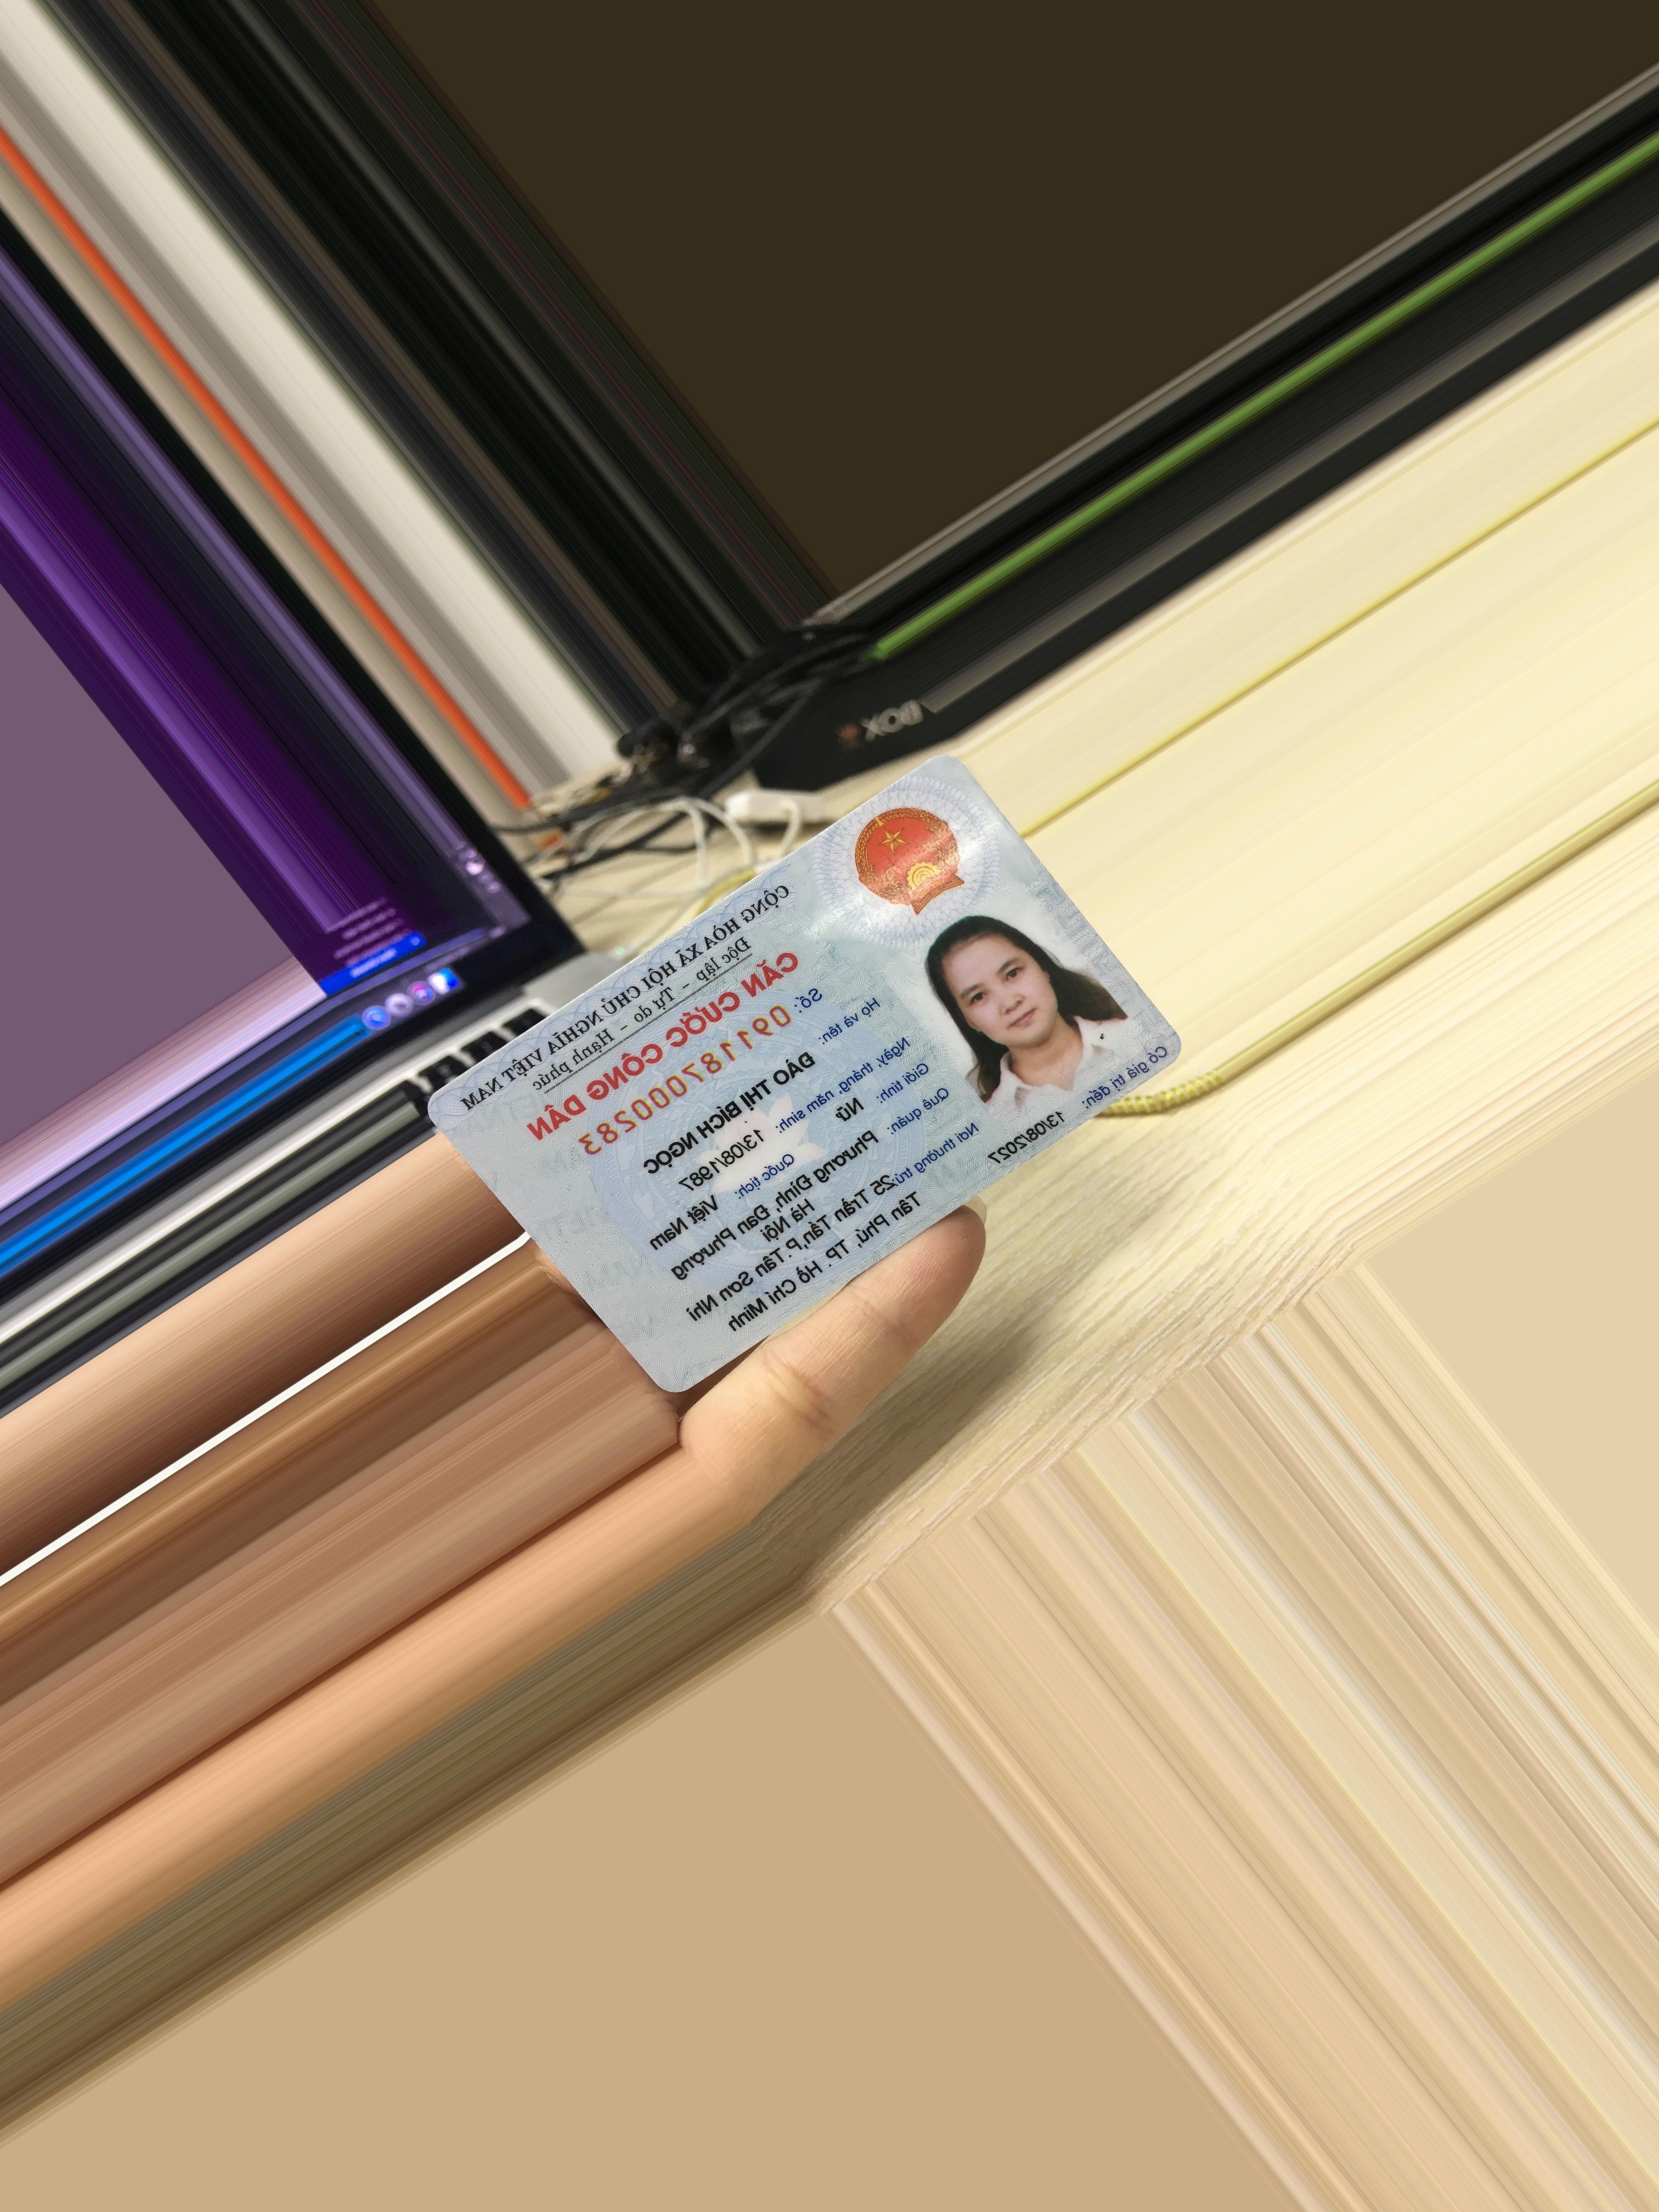 BOX
CỘNG HÒA XÃ HỘI CHỦ NGHĨA VIỆT NAM
Độc lập - Tự do - Hạnh phúc
CĂN CƯỚC CÔNG DÂN
Số: 091187000283
Họ và tên:
ĐÀO THỊ BÍCH NGỌC
Ngày, tháng, năm sinh: 13/08/1987
Giới tính: Nữ Quốc tịch: Việt Nam
Quê quán: Phương Đình, Đan Phượng
Hà Nội
Nơi thường trú: 25 Trần Tấn, P. Tân Sơn Nhì
Tân Phú, TP. Hồ Chí Minh
Có giá trị đến: 13/08/2027